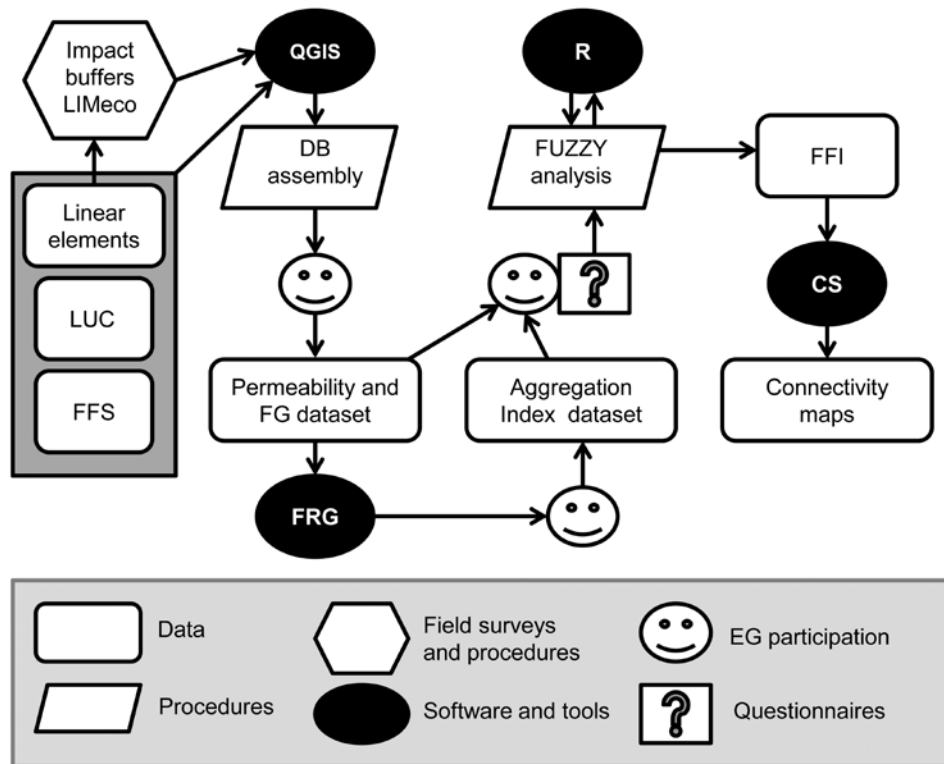 Impact
buffers
LIMeco
QGIS
R
DB
assembly
FUZZY
analysis
FFI
Linear
elements
LUC
FFS
?
CS
Permeability and
FG dataset
Aggregation
Index dataset
Connectivity
maps
FRG
Data
Field surveys
and procedures
EG participation
Procedures
Software and tools
?
Questionnaires